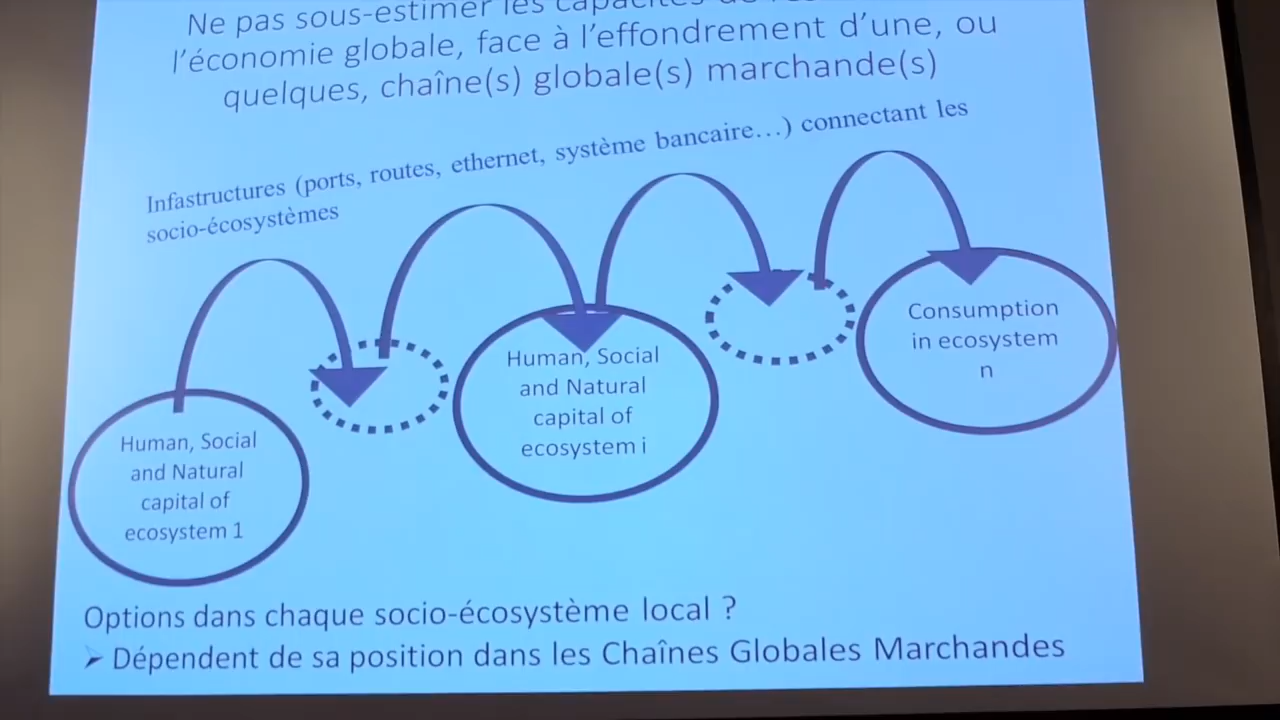 Ne pas sous-estimer les capacités de
l'économie globale, face à l'effondrement d'une, ou
quelques, chaîne(s) globale(s) marchande(s)
Infastructures (ports, routes, ethernet, système bancaire…) connectant les
socio-écosystèmes
Human, Social
and Natural
capital of
ecosystem 1
Human, Social
and Natural
capital of
ecosystem i
Consumption
in ecosystem
n
Options dans chaque socio-écosystème local ?
➤ Dépendent de sa position dans les Chaînes Globales Marchandes